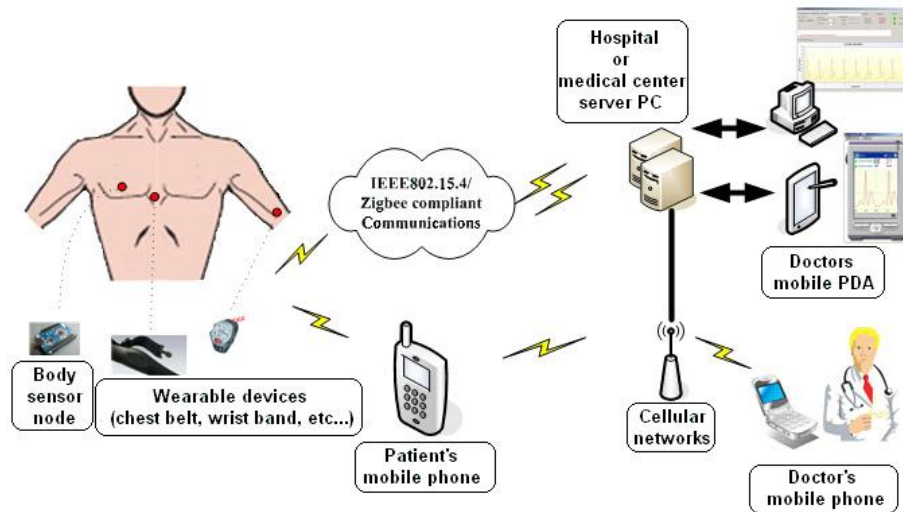 Hospital
or
medical center
server PC
IEEE802.15.4/
Zigbee compliant
Communications
Doctors
mobile PDA
Body
sensor
node
Wearable devices
(chest belt, wrist band, etc...)
Patient's
mobile phone
Cellular
networks
Doctor's
mobile phone